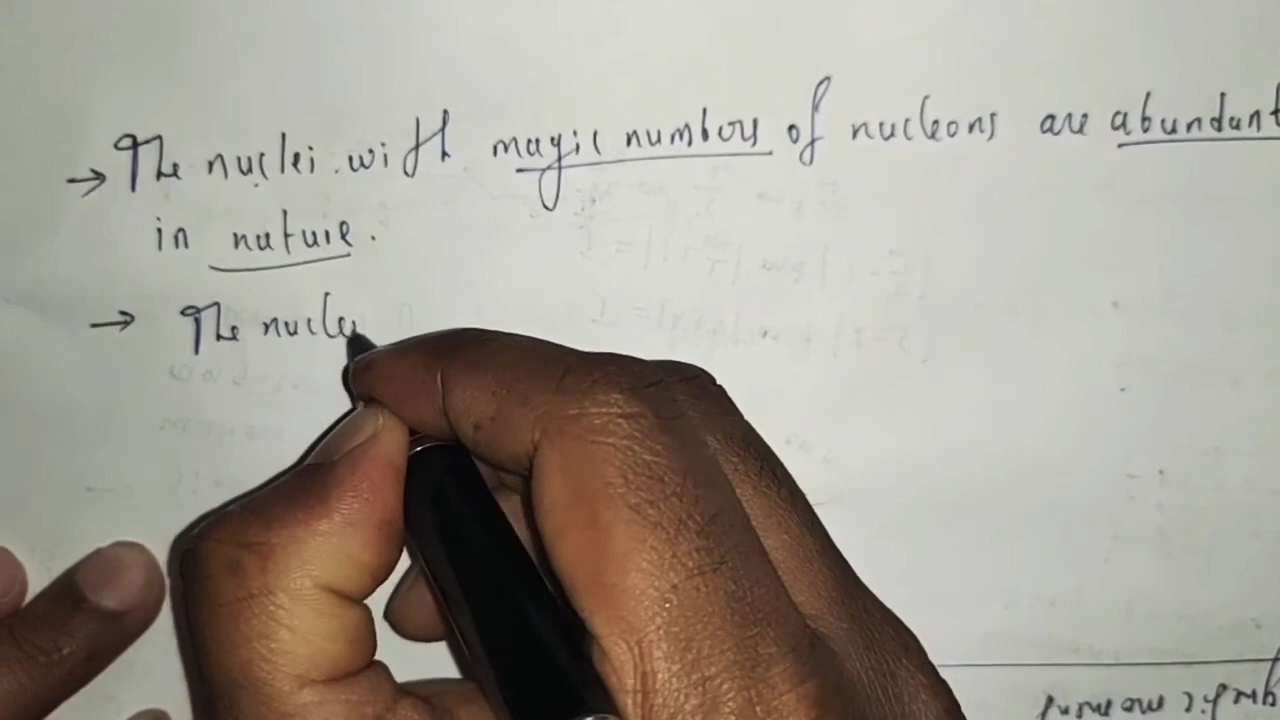 → The nuclei with magic numbers of nucleons are abundant
in nature.
→ The nucle